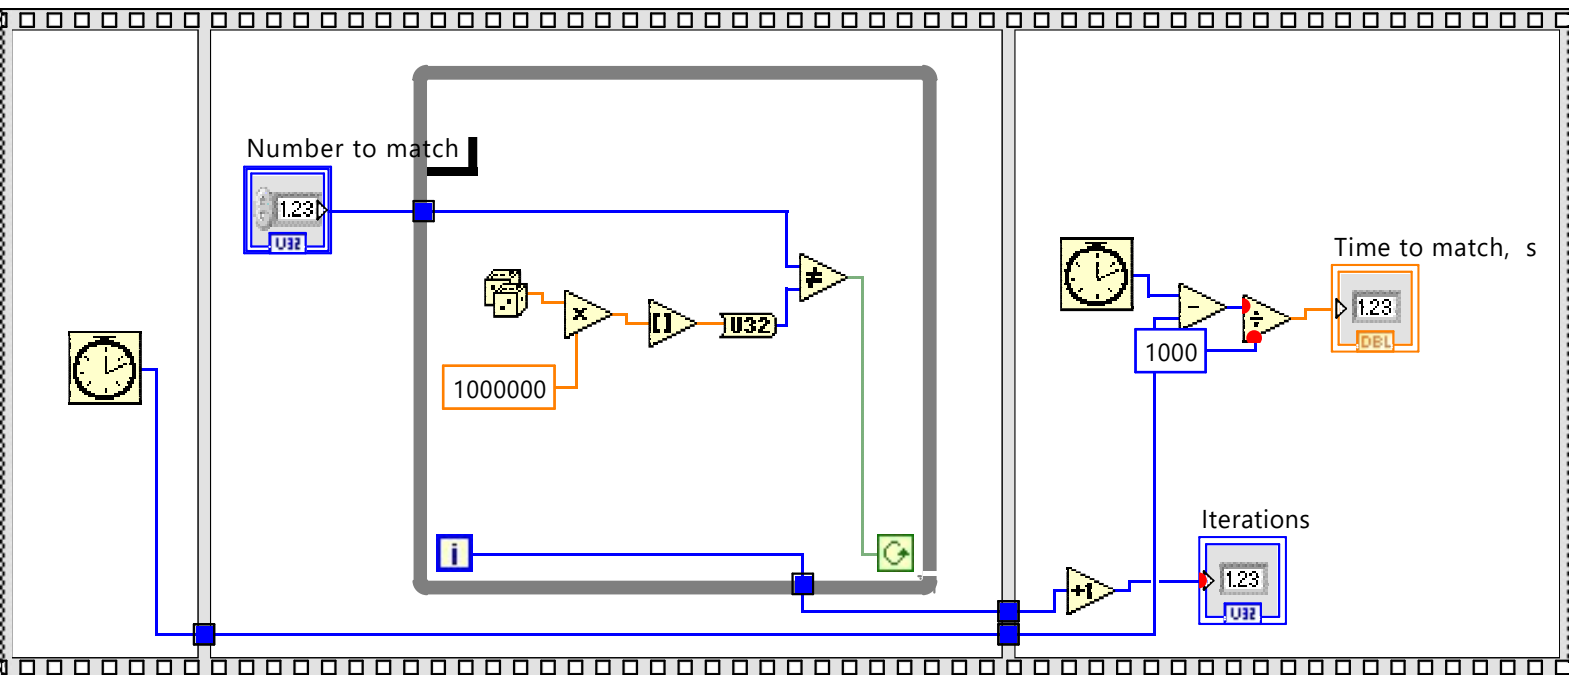 Number to match
1.23
U32
x
[]
U32
≠
1000000
i
Time to match, s
-
÷
1000
1.23
DBL
Iterations
+1
1.23
U32